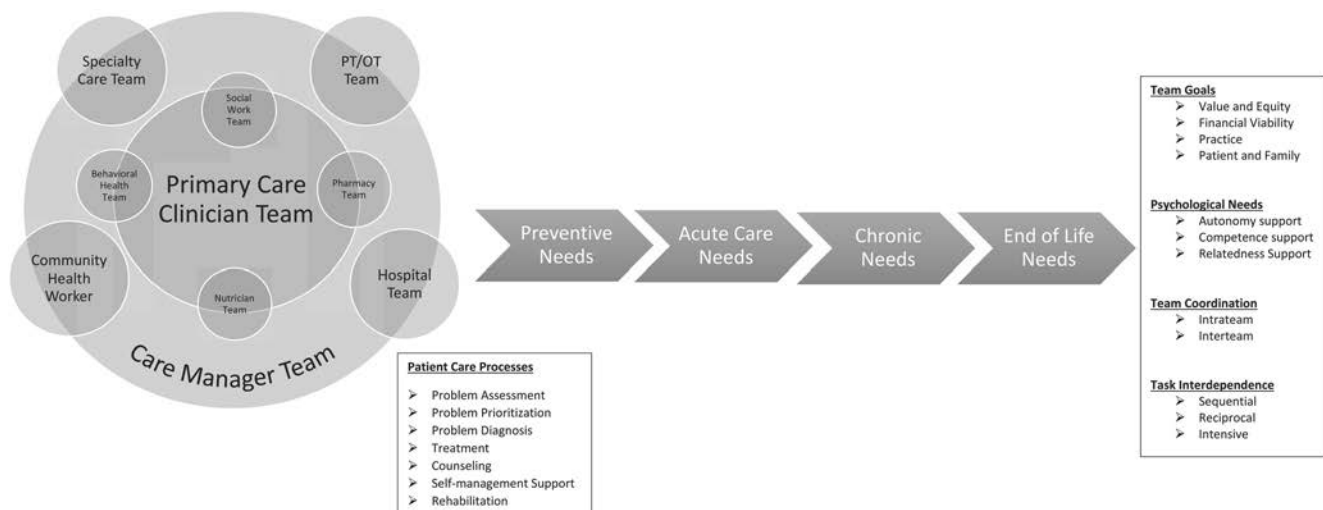 Specialty
Care Team
PT/OT
Team
Social
Work
Team
Behavioral
Health
Team
Primary Care
Clinician Team
Pharmacy
Team
Community
Health
Worker
Nutrician
Team
Hospital
Team
Care Manager Team
Patient Care Processes
➢ Problem Assessment
➢ Problem Prioritization
➢ Problem Diagnosis
➢ Treatment
➢ Counseling
➢ Self-management Support
➢ Rehabilitation
Preventive
Needs
Acute Care
Needs
Chronic
Needs
End of Life
Needs
Team Goals
➢ Value and Equity
➢ Financial Viability
➢ Practice
➢ Patient and Family
Psychological Needs
➢ Autonomy support
➢ Competence support
➢ Relatedness Support
Team Coordination
➢ Intrateam
➢ Interteam
Task Interdependence
➢ Sequential
➢ Reciprocal
➢ Intensive